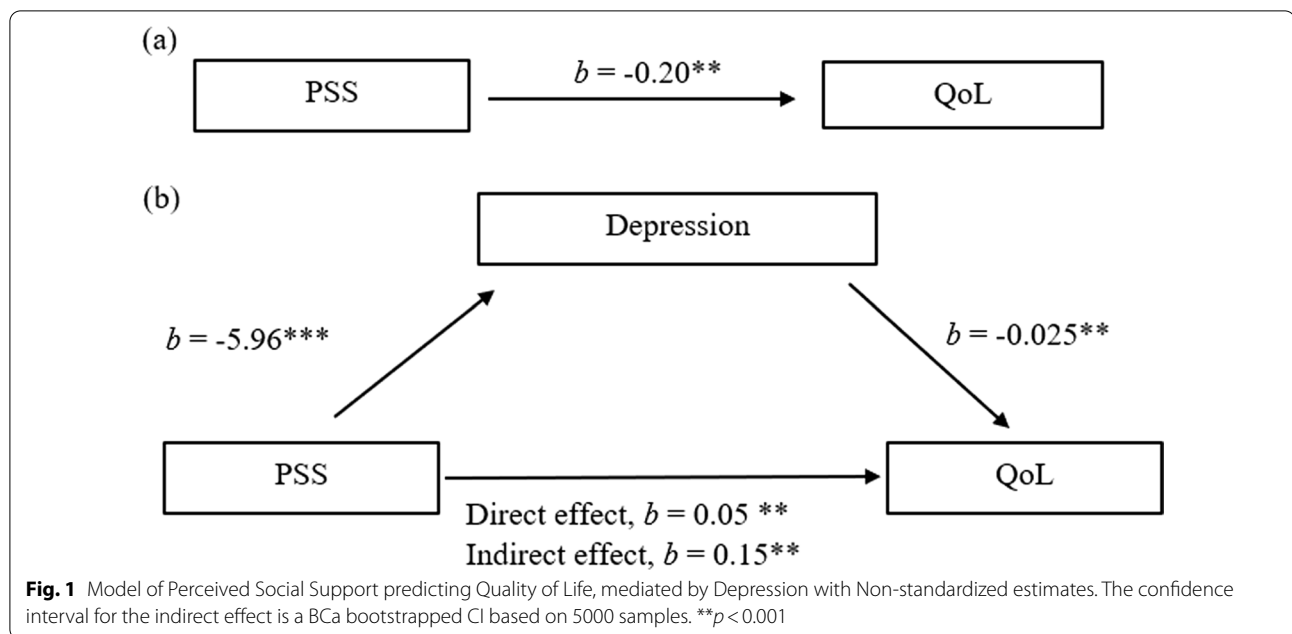 (a)
PSS
b = -0.20**
QoL
(b)
Depression
b = -5.96***
b = -0.025**
PSS
QoL
Direct effect, b = 0.05 **
Indirect effect, b = 0.15**
Fig. 1 Model of Perceived Social Support predicting Quality of Life, mediated by Depression with Non-standardized estimates. The confidence
interval for the indirect effect is a BCa bootstrapped CI based on 5000 samples. **p < 0.001